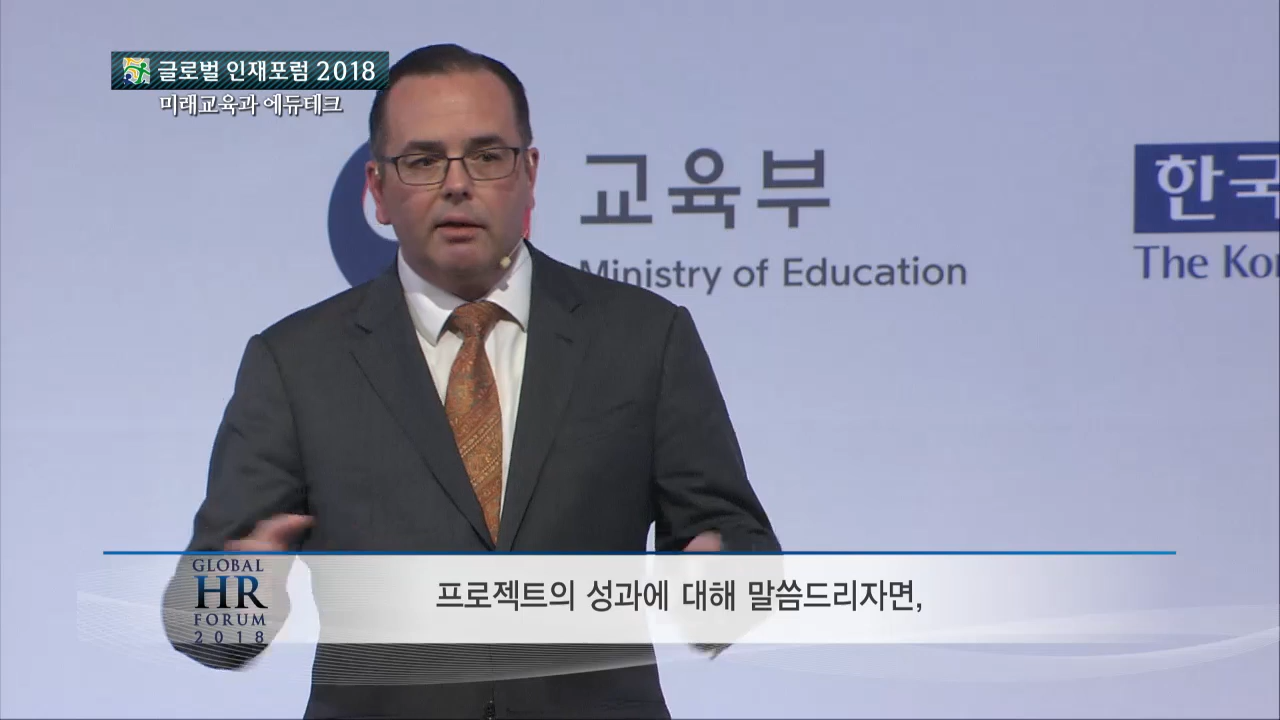 글로벌 인재포럼 2018
미래교육과 에듀테크
교육부
Ministry of Education
한국
The Kor
GLOBAL
HR
FORUM
2018
프로젝트의 성과에 대해 말씀드리자면,